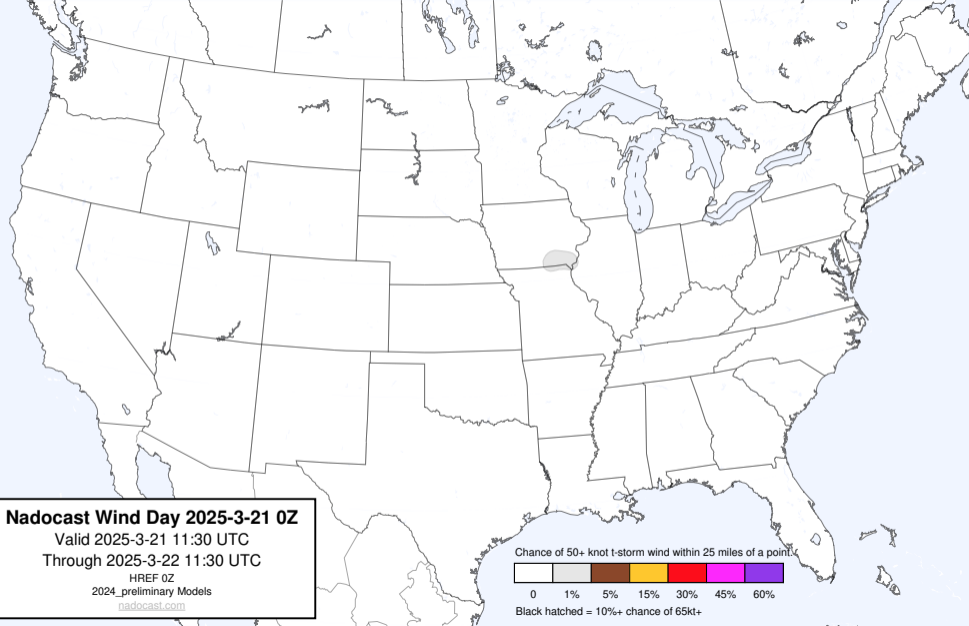 Nadocast Wind Day 2025-3-21 0Z
Valid 2025-3-21 11:30 UTC
Through 2025-3-22 11:30 UTC
HREF 0Z
2024_preliminary Models
nadocast.com
Chance of 50+ knot t-storm wind within 25 miles of a point.
0 1% 5% 15% 30% 45% 60%
Black hatched = 10%+ chance of 65kt+